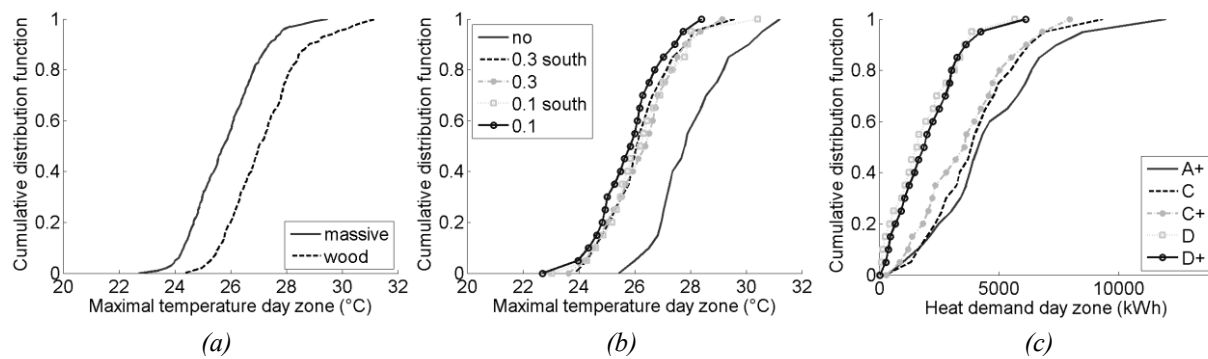 Cumulative distribution function
1
0.8
0.6
0.4
0.2
0
20 22 24 26 28 30 32
Maximal temperature day zone (°C)
massive
wood
(a)
Cumulative distribution function
1
0.8
0.6
0.4
0.2
0
20 22 24 26 28 30 32
Maximal temperature day zone (°C)
no
0.3 south
0.3
0.1 south
0.1
(b)
Cumulative distribution function
1
0.8
0.6
0.4
0.2
0
0 5000 10000
Heat demand day zone (kWh)
A+
C
C+
D
D+
(c)